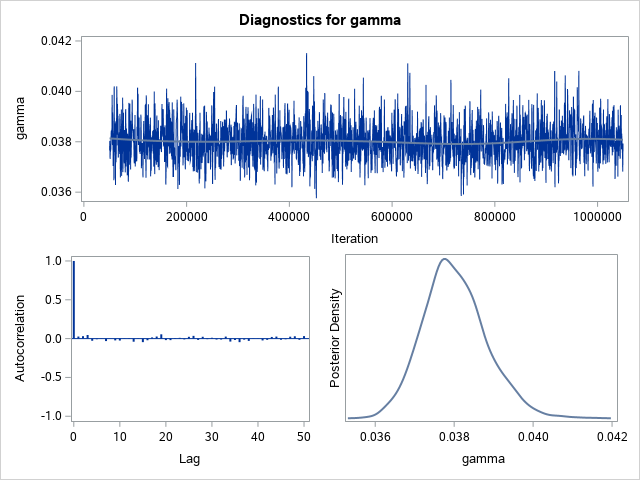 Diagnostics for gamma
gamma
0.042
0.040
0.038
0.036
0 200000 400000 600000 800000 1000000
Iteration
Autocorrelation
1.0
0.5
0.0
-0.5
-1.0
0 10 20 30 40 50
Lag
Posterior Density
0.036 0.038 0.040 0.042
gamma